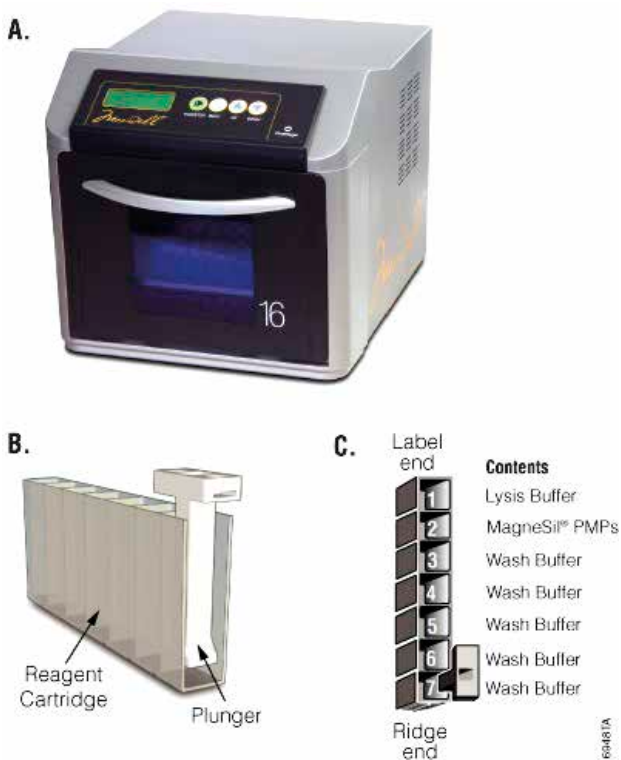 A.
16
B.
Reagent
Cartridge
Plunger
C.
Label
end
Contents
1 Lysis Buffer
2 MagneSil® PMPs
3 Wash Buffer
4 Wash Buffer
5 Wash Buffer
6 Wash Buffer
7 Wash Buffer
Ridge
end
6948TA